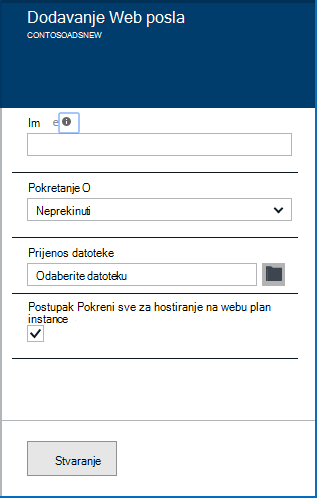 Dodavanje Web posla
CONTOSOADSNEW
Im e
Pokretanje O
Neprekinuti
Prijenos datoteke
Odaberite datoteku
Postupak Pokreni sve za hostiranje na webu plan
instance
Stvaranje